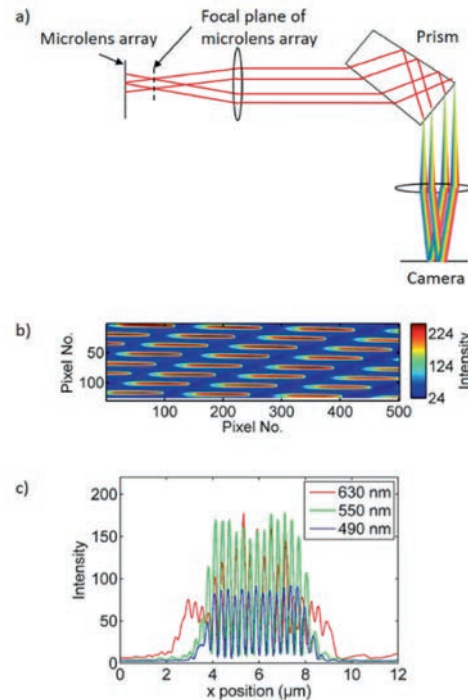 a)
Focal plane of
microlens array
Microlens array
Prism
Camera
b)
Pixel No.
50
100
100
200
300
400
500
Pixel No.
224
124
24
Intensity
c)
Intensity
200
150
100
50
0
630 nm
550 nm
490 nm
0
2
4
6
8
10
12
x position (μm)